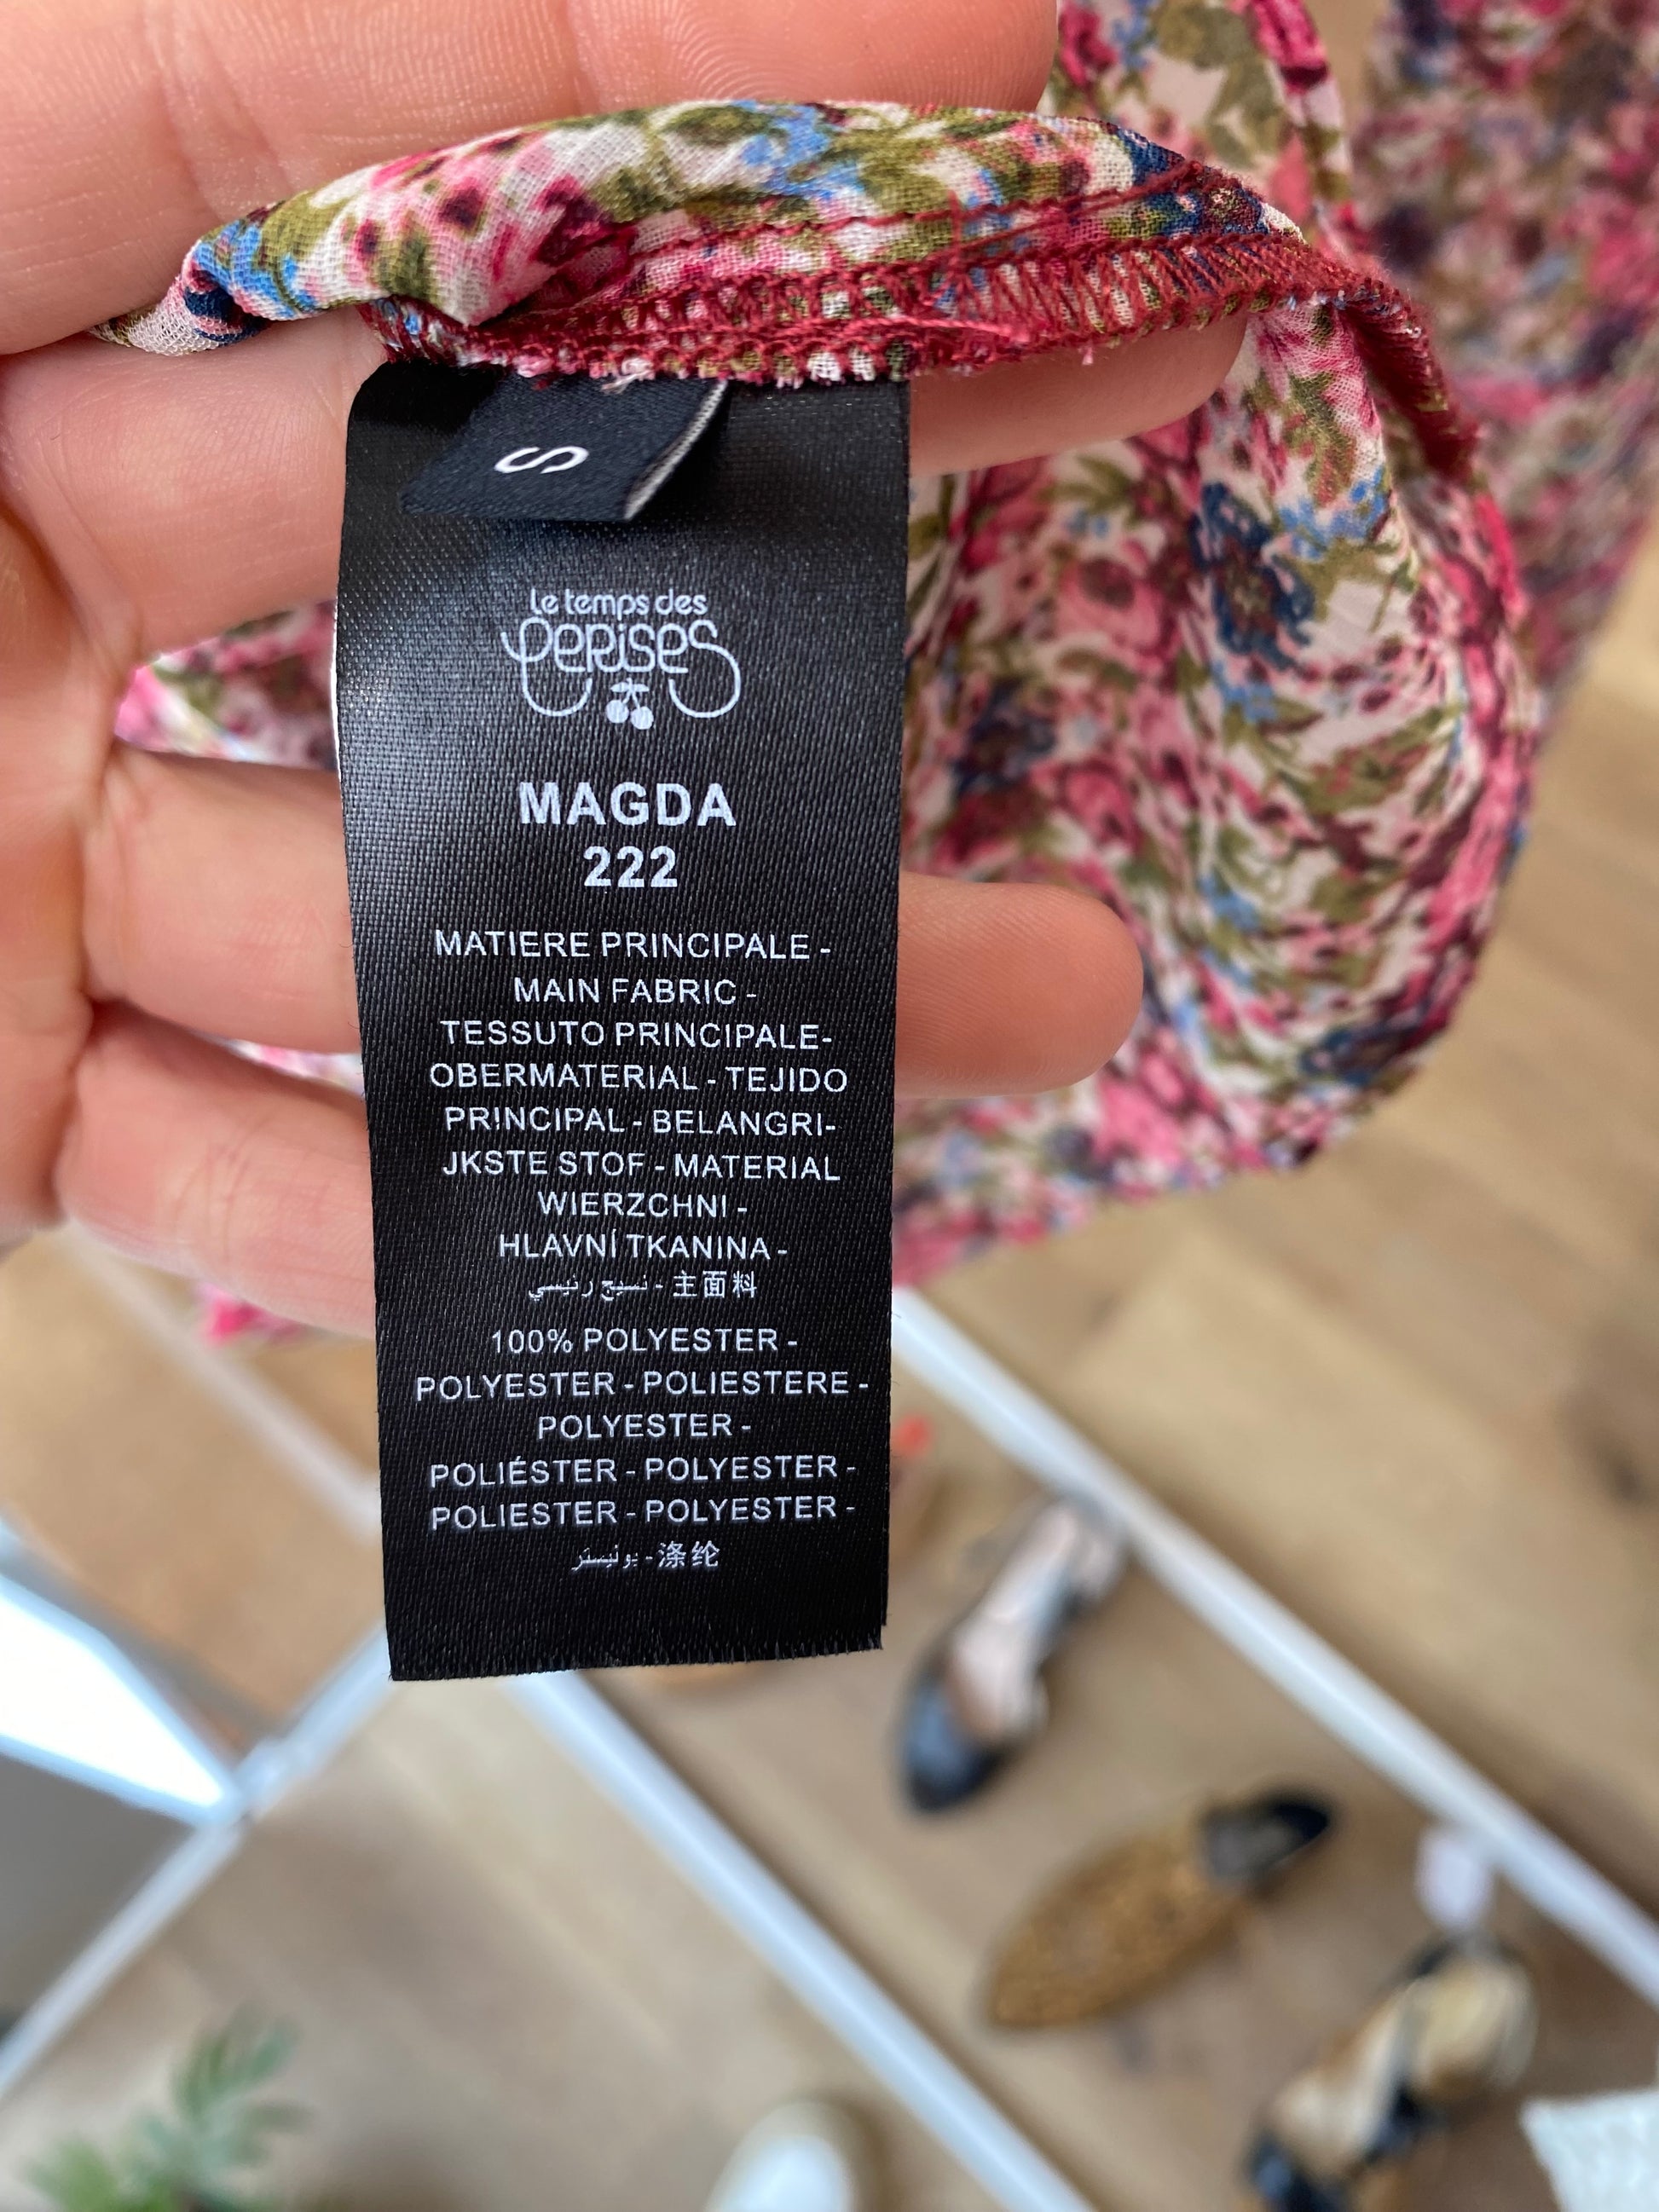 S
le temps des
CERISES
MAGDA
222
MATIERE PRINCIPALE -
MAIN FABRIC -
TESSUTO PRINCIPALE-
OBERMATERIAL - TEJIDO
PRINCIPAL - BELANGRI-
JKSTE STOF - MATERIAL
WIERZCHNI -
HLAVNÍ TKANINA -
نسيج رئيسي - 主面料
100% POLYESTER -
POLYESTER - POLIESTERE -
POLYESTER -
POLIÉSTER - POLYESTER -
POLIESTER - POLYESTER -
بوليستر - 涤纶